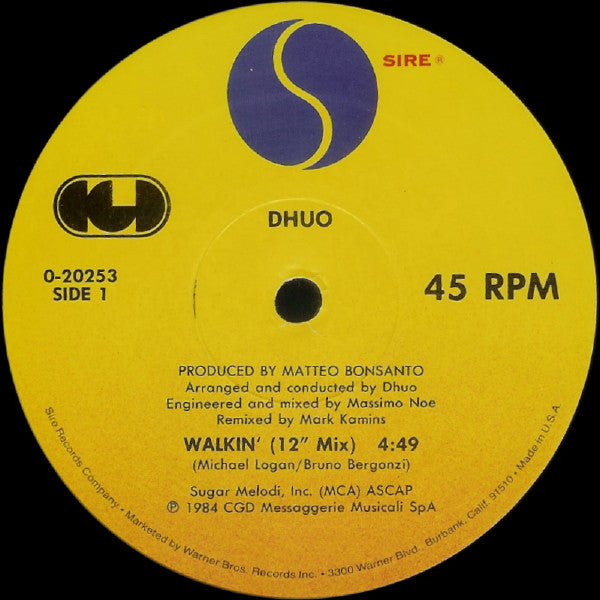 SIRE®
DHUO
0-20253
SIDE 1
45 RPM
PRODUCED BY MATTEO BONSANTO
Arranged and conducted by Dhuo
Engineered and mixed by Massimo Noe
Remixed by Mark Kamins
WALKIN' (12" Mix) 4:49
(Michael Logan/Bruno Bergonzi)
Sugar Melodi, Inc. (MCA) ASCAP
℗ 1984 CGD Messaggerie Musicali SpA
Sire Records Company • Marketed by Warner Bros. Records Inc. • 3300 Warner Blvd., Burbank, Calif. 91510 • Made in U.S.A.